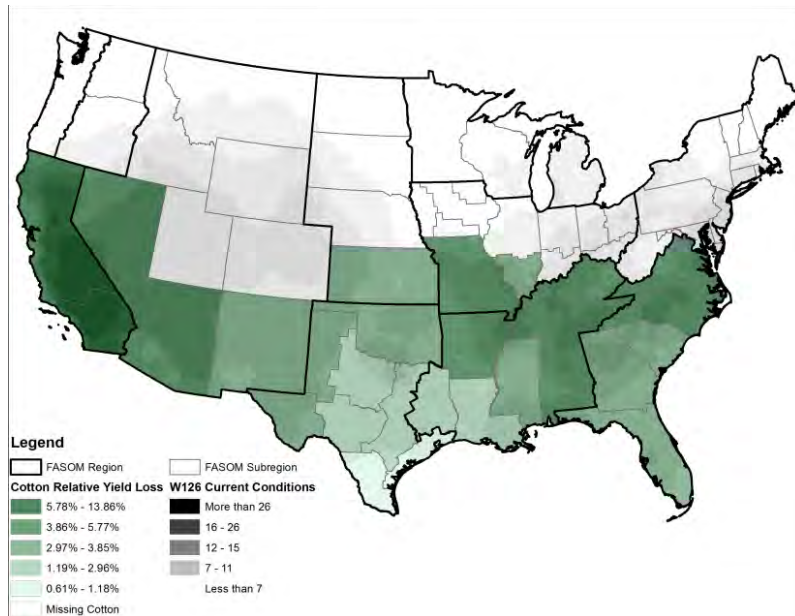 Legend
FASOM Region
FASOM Subregion
Cotton Relative Yield Loss
W126 Current Conditions
5.78% - 13.86%
More than 26
3.86% - 5.77%
16 - 26
2.97% - 3.85%
12 - 15
1.19% - 2.96%
7 - 11
0.61% - 1.18%
Less than 7
Missing Cotton